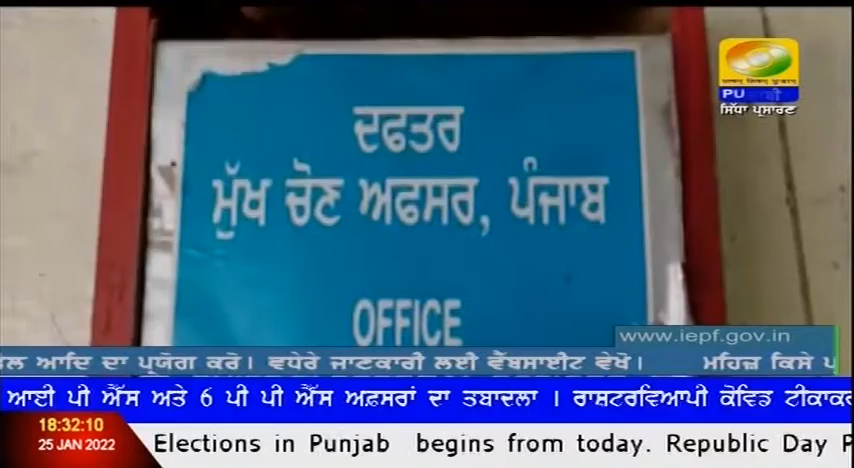 ਦਫਤਰ
ਮੁੱਖ ਚੋਣ ਅਫਸਰ, ਪੰਜਾਬ
OFFICE
ਸਿੱਧਾ ਪ੍ਰਸਾਰਣ
www.iepf.gov.in
ਆਦਿ ਦਾ ਪ੍ਰਯੋਗ ਕਰੋ। ਵਧੇਰੇ ਜਾਣਕਾਰੀ ਲਈ ਵੈੱਬਸਾਈਟ ਵੇਖੋ। ਮਹਿਜ਼ ਕਿਸੇ
ਆਈ ਪੀ ਐੱਸ ਅਤੇ 6 ਪੀ ਪੀ ਐੱਸ ਅਫ਼ਸਰਾਂ ਦਾ ਤਬਾਦਲਾ । ਰਾਸ਼ਟਰਵਿਆਪੀ ਕੋਵਿਡ ਟੀਕਾਕਰ
18:32:10
25 JAN 2022
Elections in Punjab begins from today. Republic Day P